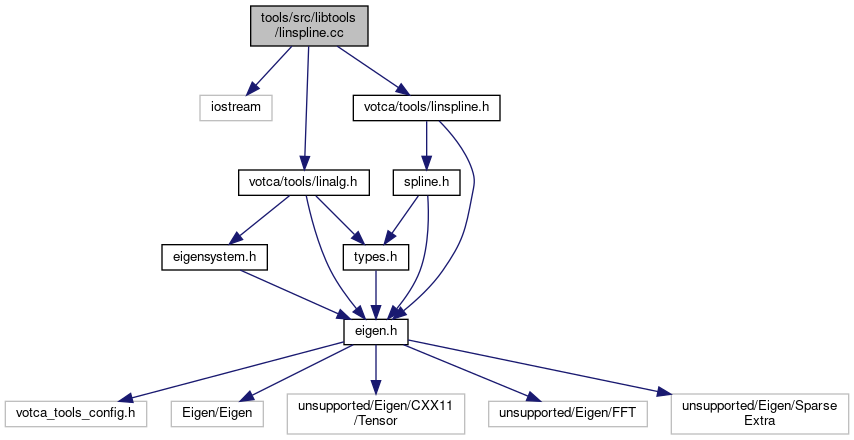 tools/src/libtools
/linspline.cc
iostream
votca/tools/linspline.h
votca/tools/linalg.h
spline.h
eigensystem.h
types.h
eigen.h
votca_tools_config.h
Eigen/Eigen
unsupported/Eigen/CXX11
/Tensor
unsupported/Eigen/FFT
unsupported/Eigen/Sparse
Extra